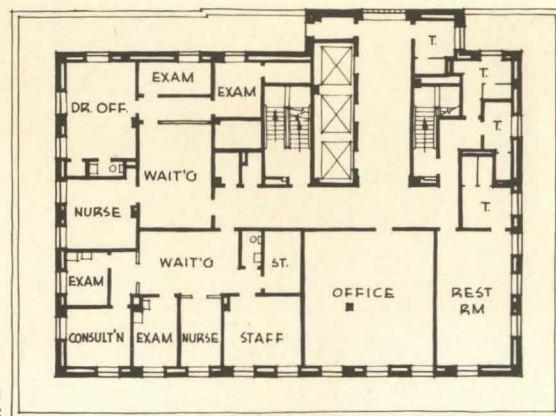 T.
EXAM
T.
DR. OFF.
EXAM
T.
WAIT'G
NURSE
T.
WAIT'G
ST.
EXAM
OFFICE
REST
RM
CONSULT'N
EXAM
NURSE
STAFF